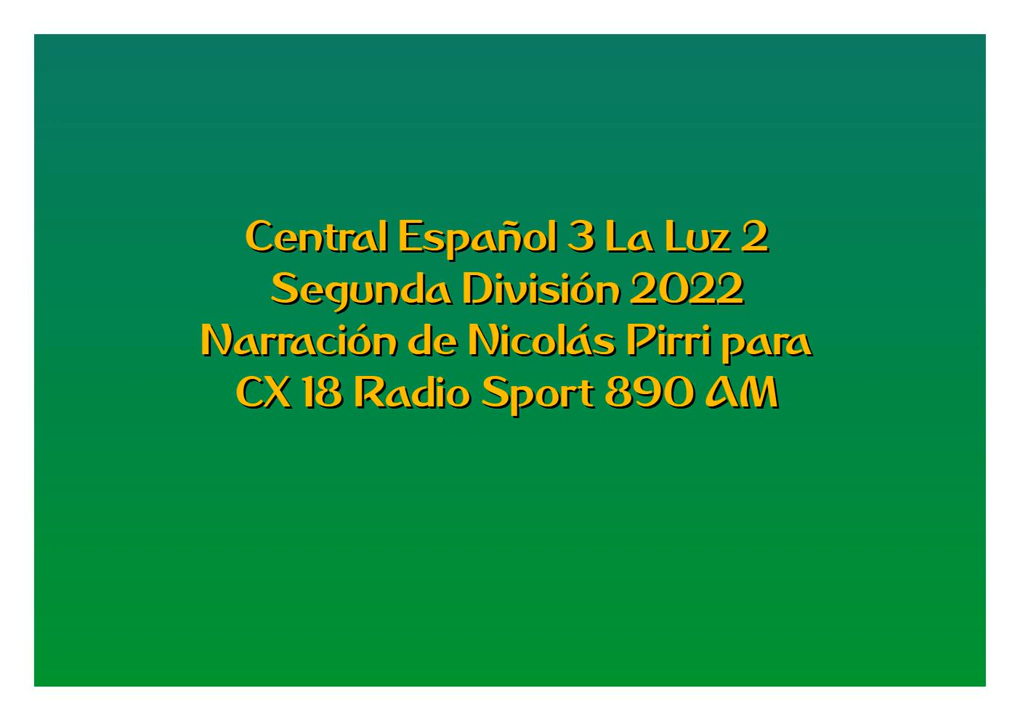 Central Español 3 La Luz 2
Segunda División 2022
Narración de Nicolás Pirri para
CX 18 Radio Sport 890 AM